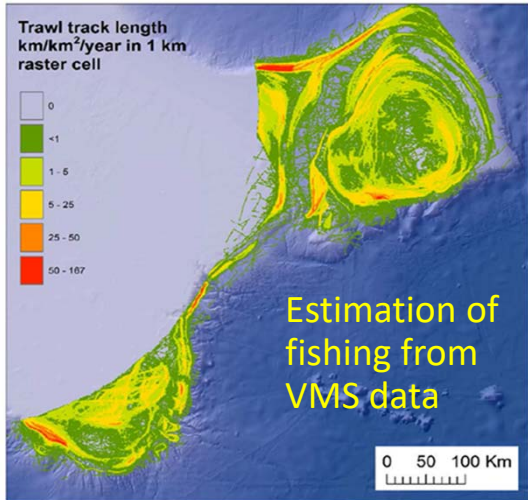 Trawl track length
km/km²/year in 1 km
raster cell
0
<1
1 - 5
5 - 25
25 - 50
50 - 167
Estimation of
fishing from
VMS data
0 50 100 Km